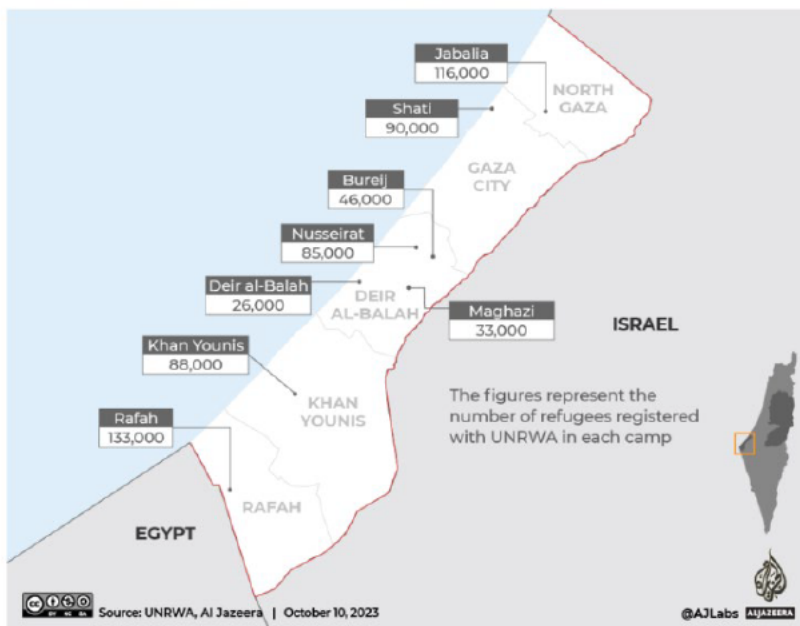 Jabalia
116,000
NORTH
GAZA
Shati
90,000
GAZA
CITY
Bureij
46,000
Nusseirat
85,000
Deir al-Balah
26,000
DEIR
AL-BALAH
Maghazi
33,000
ISRAEL
Khan Younis
88,000
KHAN
YOUNIS
The figures represent the
number of refugees registered
with UNRWA in each camp
Rafah
133,000
RAFAH
EGYPT
Source: UNRWA, Al Jazeera | October 10, 2023
@AJLabs ALJAZEERA